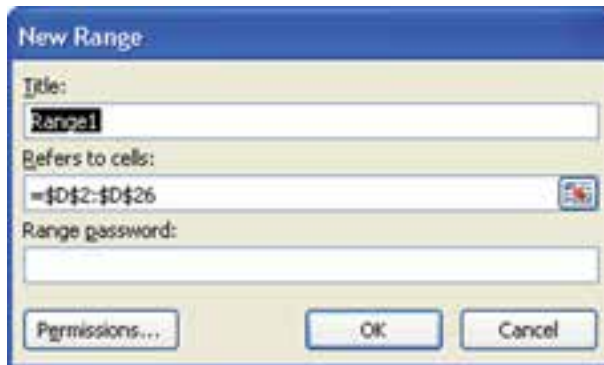 New Range
Title:
Range1
Refers to cells:
=$D$2:$D$26
Range password:
Permissions... OK Cancel